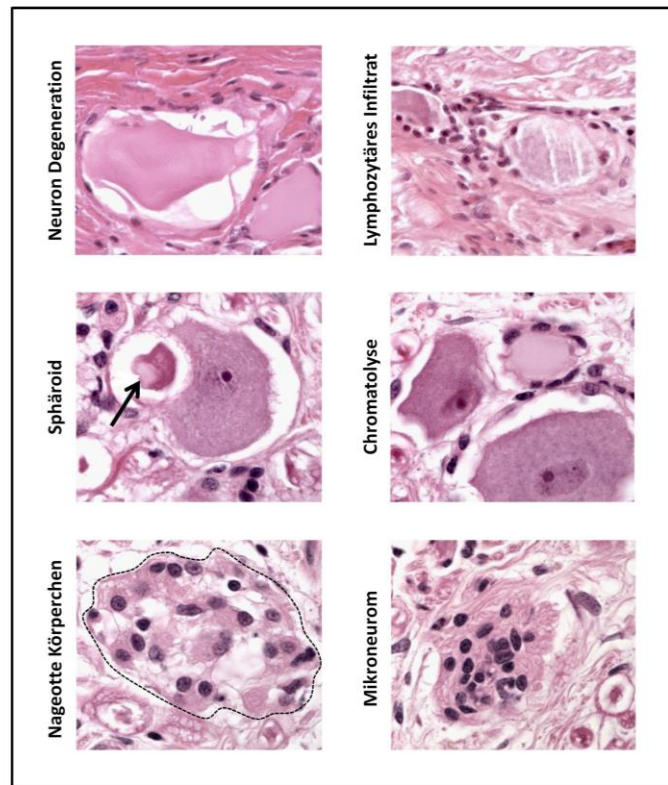 Neuron Degeneration
Lymphozytäres Infiltrat
Sphäroid
Chromatolyse
Nageotte Körperchen
Mikroneurom